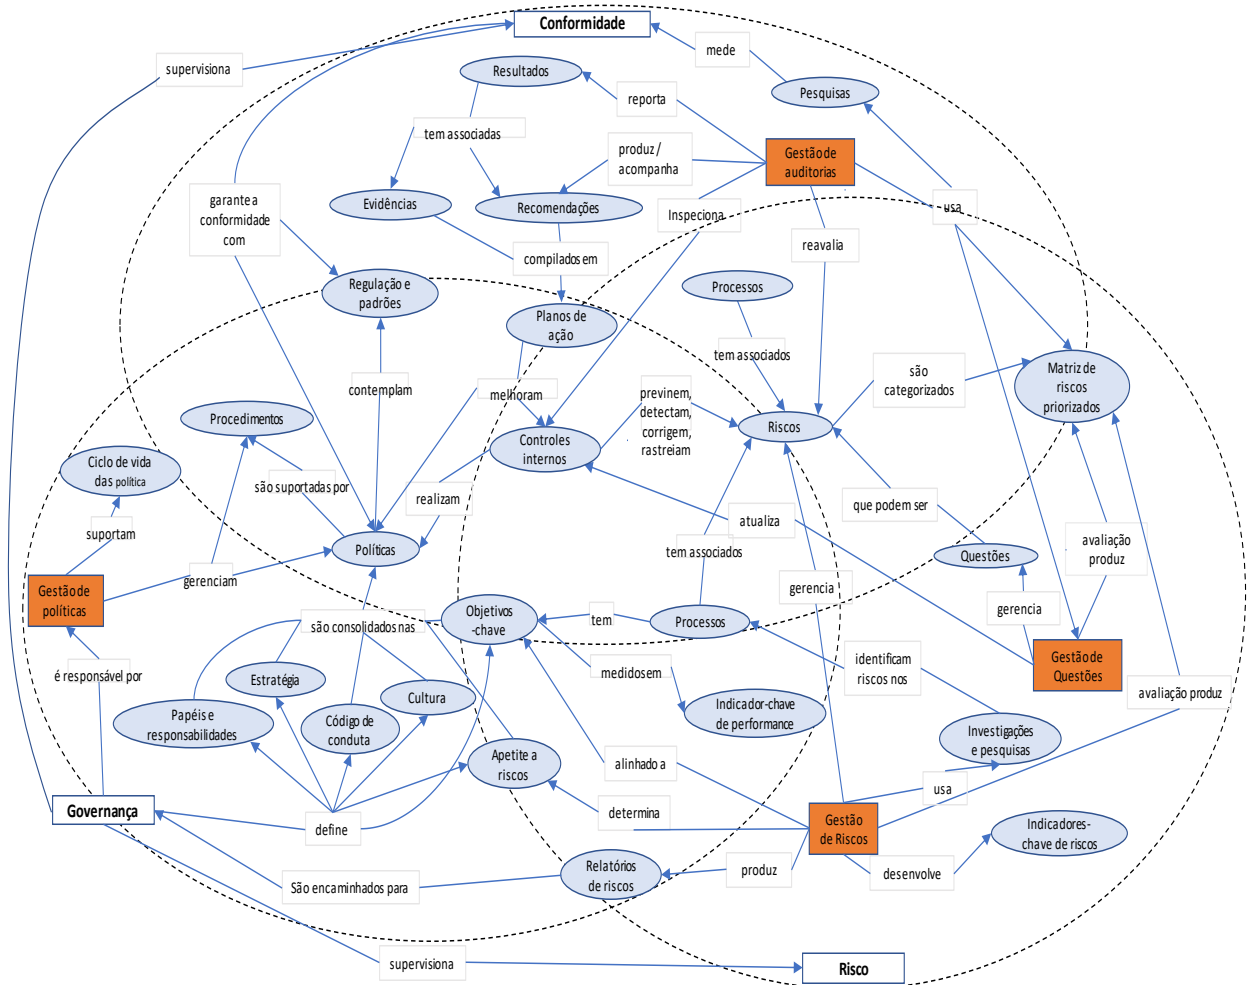 Conformidade
mede
supervisiona
Resultados
Pesquisas
reporta
tem associadas
produz /
acompanha
Gestão de
auditorias
garante a
conformidade
com
Evidências
Recomendações
Inspeciona
usa
reavalia
compilados em
Regulação e
padrões
Processos
Planos de
ação
tem associados
são
categorizados
Matriz de
riscos
priorizados
contemplam
melhoram
previnem,
detectam,
corrigem,
rastreiam
Procedimentos
Riscos
Controles
internos
Ciclo de vida
das política
são suportadas por
realizam
que podem ser
atualiza
suportam
Políticas
tem associados
Questões
avaliação
produz
gerenciam
Gestão de
políticas
gerencia
gerencia
Objetivos
-chave
são consolidados nas
tem
Processos
é responsável por
Estratégia
medidos em
identificam
riscos nos
Gestão de
Questões
Cultura
avaliação produz
Papéis e
responsabilidades
Código de
conduta
Indicador-chave
de performance
Investigações
e pesquisas
Apetite a
riscos
alinhado a
usa
Governança
define
determina
Gestão
de Riscos
Indicadores-
chave de riscos
São encaminhados para
Relatórios
de riscos
produz
desenvolve
supervisiona
Risco